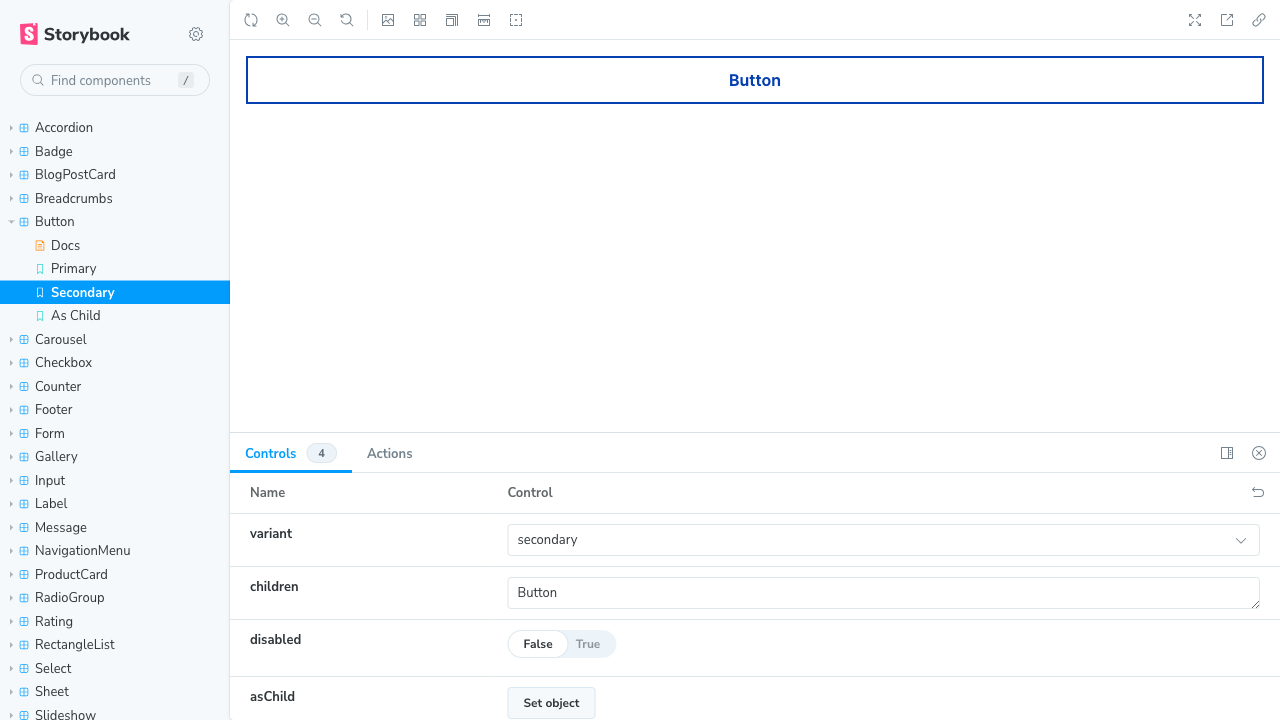 Storybook
Find components
/
Accordion
Badge
BlogPostCard
Breadcrumbs
Button
Docs
Primary
Secondary
As Child
Carousel
Checkbox
Counter
Footer
Form
Gallery
Input
Label
Message
NavigationMenu
ProductCard
RadioGroup
Rating
RectangleList
Select
Sheet
Slideshow
Button
Controls 4 Actions
Name Control
variant secondary
children Button
disabled False True
asChild Set object